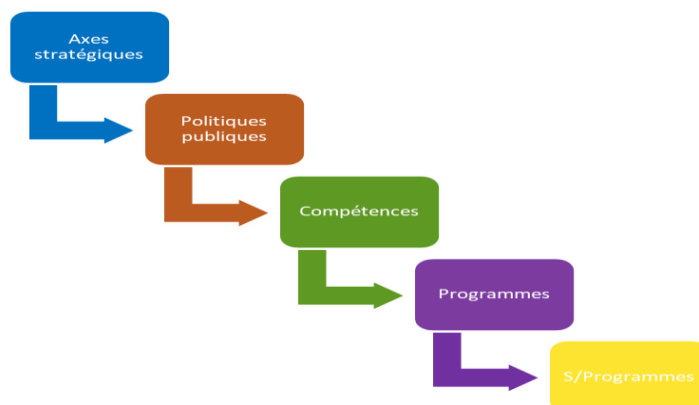 Axes
stratégiques
Politiques
publiques
Compétences
Programmes
S/Programmes